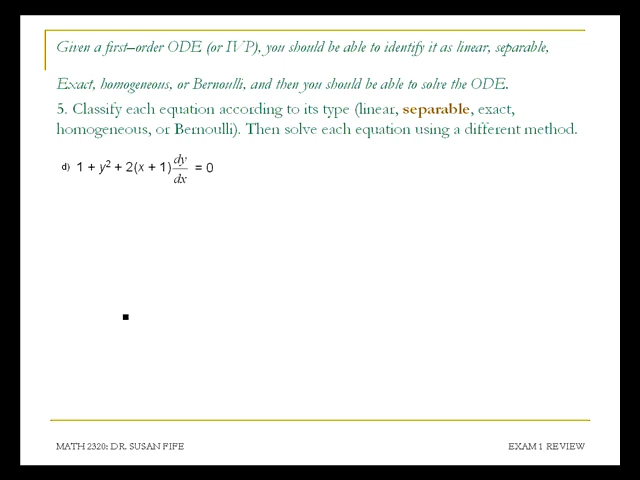 Given a first–order ODE (or IVP), you should be able to identify it as linear, separable,
Exact, homogeneous, or Bernoulli, and then you should be able to solve the ODE.
5. Classify each equation according to its type (linear, separable, exact,
homogeneous, or Bernoulli). Then solve each equation using a different method.
d) 1 + y² + 2(x + 1) dy/dx = 0
MATH 2320: DR. SUSAN FIFE
EXAM 1 REVIEW